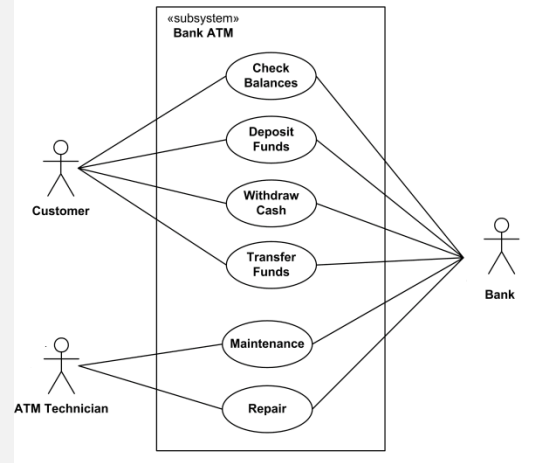 «subsystem»
Bank ATM
Check
Balances
Deposit
Funds
Customer
Withdraw
Cash
Transfer
Funds
Bank
Maintenance
ATM Technician
Repair